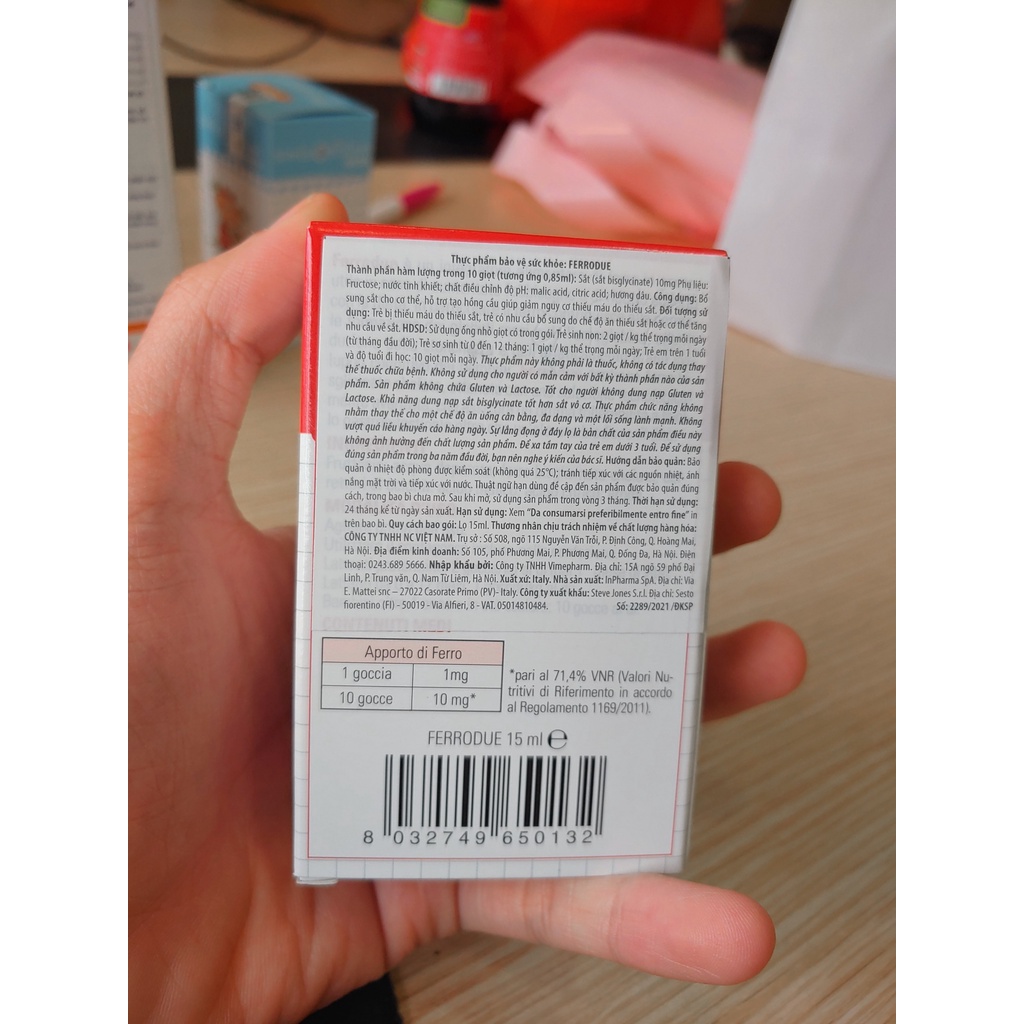 Thực phẩm bảo vệ sức khỏe: FERRODUE
Thành phần hàm lượng trong 10 giọt (tương ứng 0,85ml): Sắt (sắt bisglycinate) 10mg Phụ liệu:
Fructose; nước tinh khiết; chất điều chỉnh độ pH: malic acid, citric acid; hương dâu. Công dụng: Bổ
sung sắt cho cơ thể, hỗ trợ tạo hồng cầu giúp giảm nguy cơ thiếu máu do thiếu sắt. Đối tượng sử
dụng: Trẻ bị thiếu máu do thiếu sắt, trẻ có nhu cầu bổ sung do chế độ ăn thiếu sắt hoặc cơ thể tăng
nhu cầu về sắt. HDSD: Sử dụng ống nhỏ giọt có trong gói. Trẻ sinh non: 2 giọt / kg thể trọng mỗi ngày
(từ tháng đầu đời); Trẻ sơ sinh từ 0 đến 12 tháng: 1 giọt / kg thể trọng mỗi ngày; Trẻ em trên 1 tuổi
và độ tuổi đi học: 10 giọt mỗi ngày. Thực phẩm này không phải là thuốc, không có tác dụng thay
thế thuốc chữa bệnh. Không sử dụng cho người có mẫn cảm với bất kỳ thành phần nào của sản
phẩm. Sản phẩm không chứa Gluten và Lactose. Tốt cho người không dung nạp Gluten và
Lactose. Khả năng dung nạp sắt bisglycinate tốt hơn sắt vô cơ. Thực phẩm chức năng không
nhằm thay thế cho một chế độ ăn uống cân bằng, đa dạng và một lối sống lành mạnh. Không
vượt quá liều khuyến cáo hàng ngày. Sự lắng đọng ở đáy lọ là bản chất của sản phẩm điều này
không ảnh hưởng đến chất lượng sản phẩm. Để xa tầm tay của trẻ em dưới 3 tuổi. Để sử dụng
đúng sản phẩm trong ba năm đầu đời, bạn nên nghe ý kiến của bác sĩ. Hướng dẫn bảo quản: Bảo
quản ở nhiệt độ phòng được kiểm soát (không quá 25°C); tránh tiếp xúc với các nguồn nhiệt, ánh
nắng mặt trời và tiếp xúc với nước. Thuật ngữ hạn dùng đề cập đến sản phẩm được bảo quản đúng
cách, trong bao bì chưa mở. Sau khi mở, sử dụng sản phẩm trong vòng 3 tháng. Thời hạn sử dụng:
24 tháng kể từ ngày sản xuất. Hạn sử dụng: Xem "Da consumarsi preferibilmente entro fine" in
trên bao bì. Quy cách bao gói: Lọ 15ml. Thương nhân chịu trách nhiệm về chất lượng hàng hóa:
CÔNG TY TNHH NC VIỆT NAM. Trụ sở: Số 508, ngõ 115 Nguyễn Văn Trỗi, P. Định Công, Q. Hoàng Mai,
Hà Nội. Địa điểm kinh doanh: Số 105, phố Phương Mai, P. Phương Mai, Q. Đống Đa, Hà Nội. Điện
thoại: 0243.689 5666. Nhập khẩu bởi: Công ty TNHH Vimepharm. Địa chỉ: 15A ngõ 59 phố Đại
Linh, P. Trung văn, Q. Nam Từ Liêm, Hà Nội. Xuất xứ: Italy. Nhà sản xuất: InPharma SpA. Địa chỉ: Via
E. Mattei snc – 27022 Casorate Primo (PV)- Italy. Công ty xuất khẩu: Steve Jones S.r.l. Địa chỉ: Sesto
fiorentino (FI) – 50019 - Via Alfieri, 8 - VAT. 05014810484. Số: 2289/2021/ĐKSP
Apporto di Ferro
1 goccia 1mg
10 gocce 10 mg*
*pari al 71,4% VNR (Valori Nu-
tritivi di Riferimento in accordo
al Regolamento 1169/2011).
FERRODUE 15 ml ℮
8 032749 650132